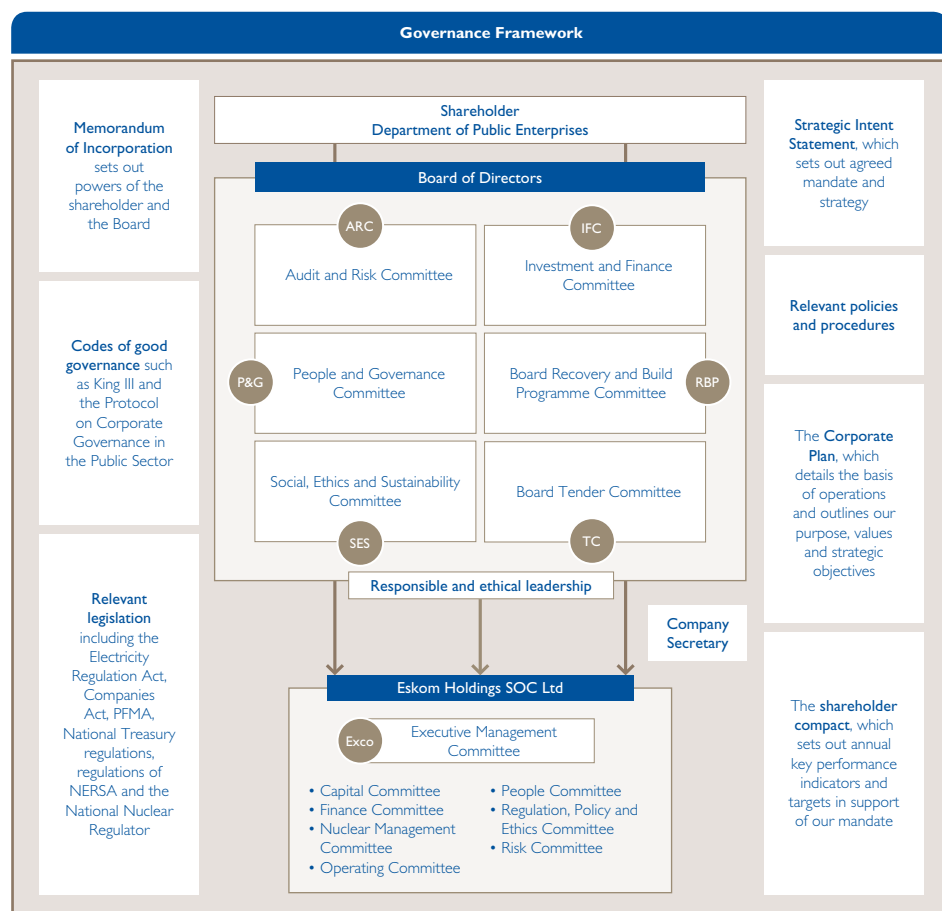 Governance Framework
Memorandum
of Incorporation
sets out
powers of the
shareholder and
the Board
Codes of good
governance such
as King III and
the Protocol
on Corporate
Governance in
the Public Sector
Relevant
legislation
including the
Electricity
Regulation Act,
Companies
Act, PFMA,
National Treasury
regulations,
regulations of
NERSA and the
National Nuclear
Regulator
Shareholder
Department of Public Enterprises
Board of Directors
ARC
Audit and Risk Committee
IFC
Investment and Finance
Committee
P&G
People and Governance
Committee
Board Recovery and Build
Programme Committee
RBP
Social, Ethics and Sustainability
Committee
SES
Board Tender Committee
TC
Responsible and ethical leadership
Company
Secretary
Eskom Holdings SOC Ltd
Exco
Executive Management
Committee
• Capital Committee
• Finance Committee
• Nuclear Management
Committee
• Operating Committee
• People Committee
• Regulation, Policy and
Ethics Committee
• Risk Committee
Strategic Intent
Statement, which
sets out agreed
mandate and
strategy
Relevant policies
and procedures
The Corporate
Plan, which
details the basis
of operations
and outlines our
purpose, values
and strategic
objectives
The shareholder
compact, which
sets out annual
key performance
indicators and
targets in support
of our mandate